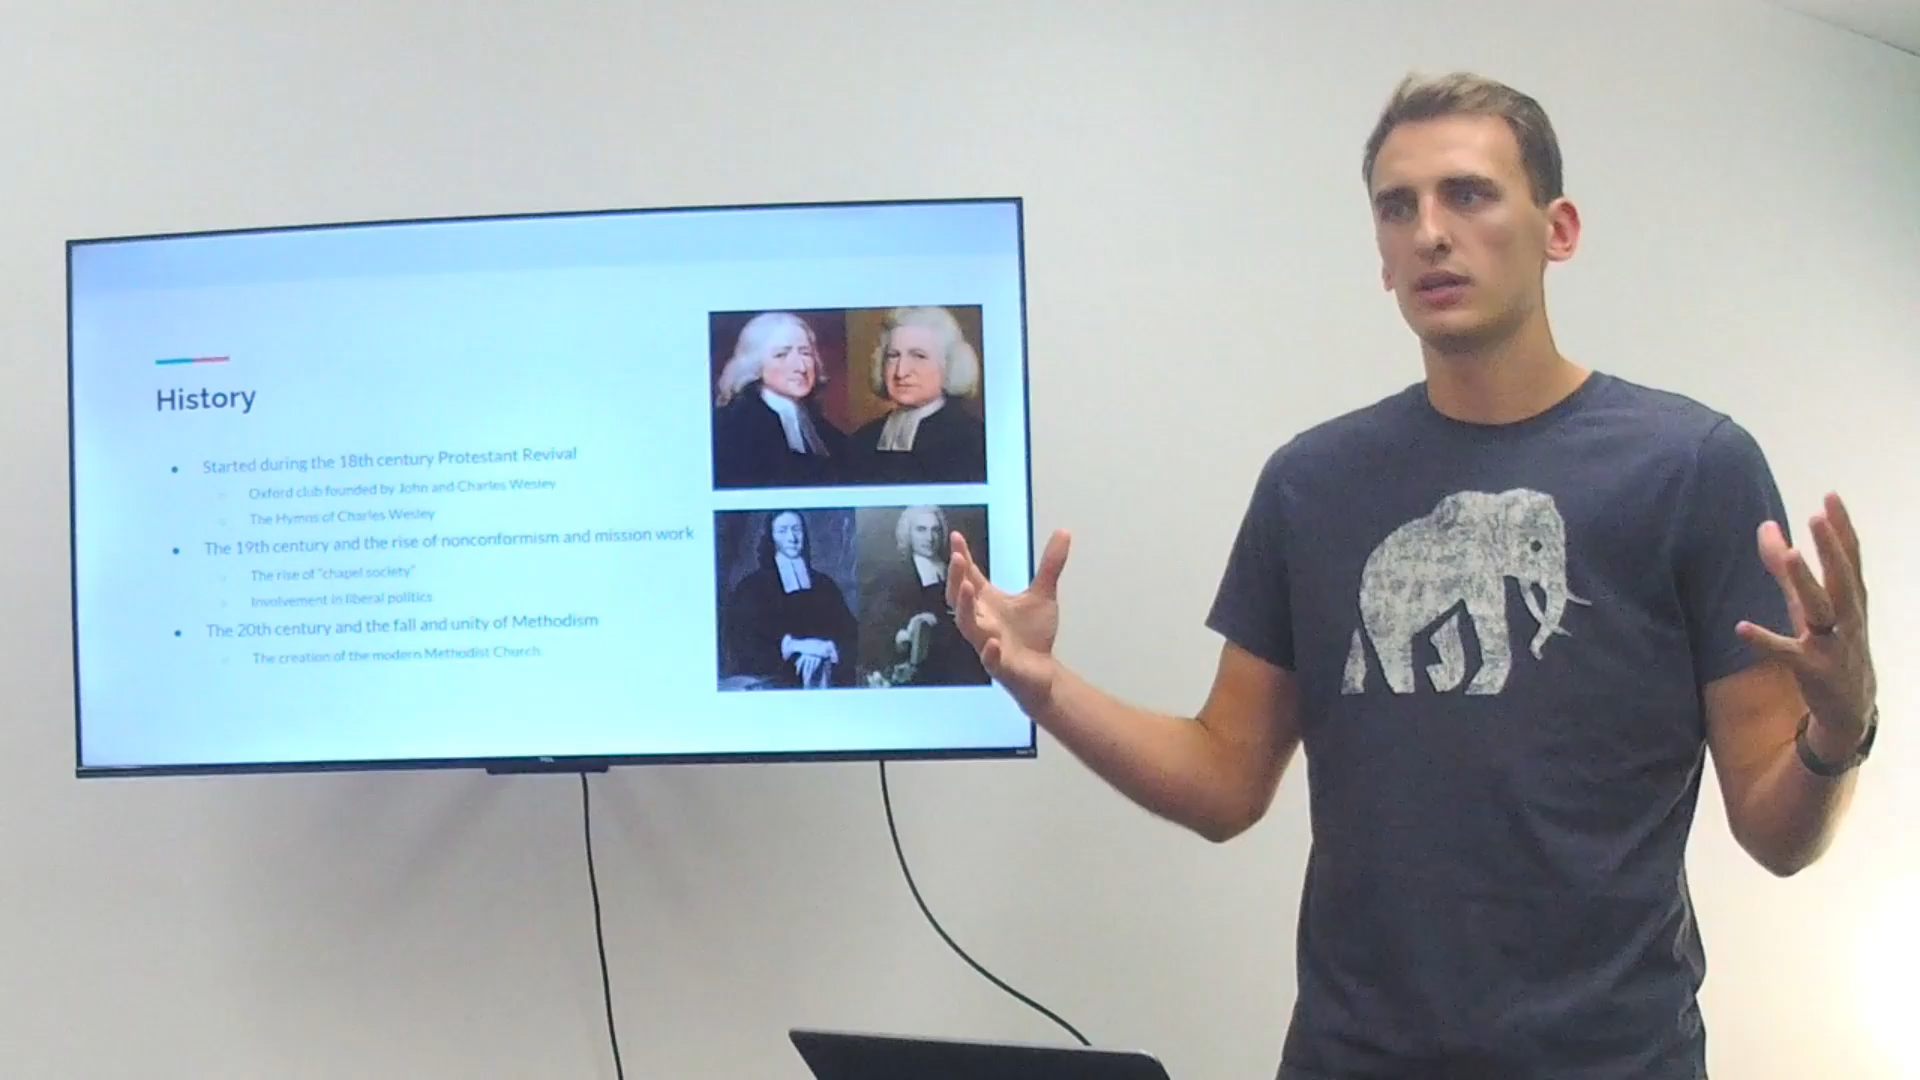 History
Started during the 18th century Protestant Revival
Oxford club founded by John and Charles Wesley
The Hymns of Charles Wesley
The 19th century and the rise of nonconformism and mission work
The rise of "chapel society"
Involvement in liberal politics
The 20th century and the fall and unity of Methodism
The creation of the modern Methodist Church
TCL